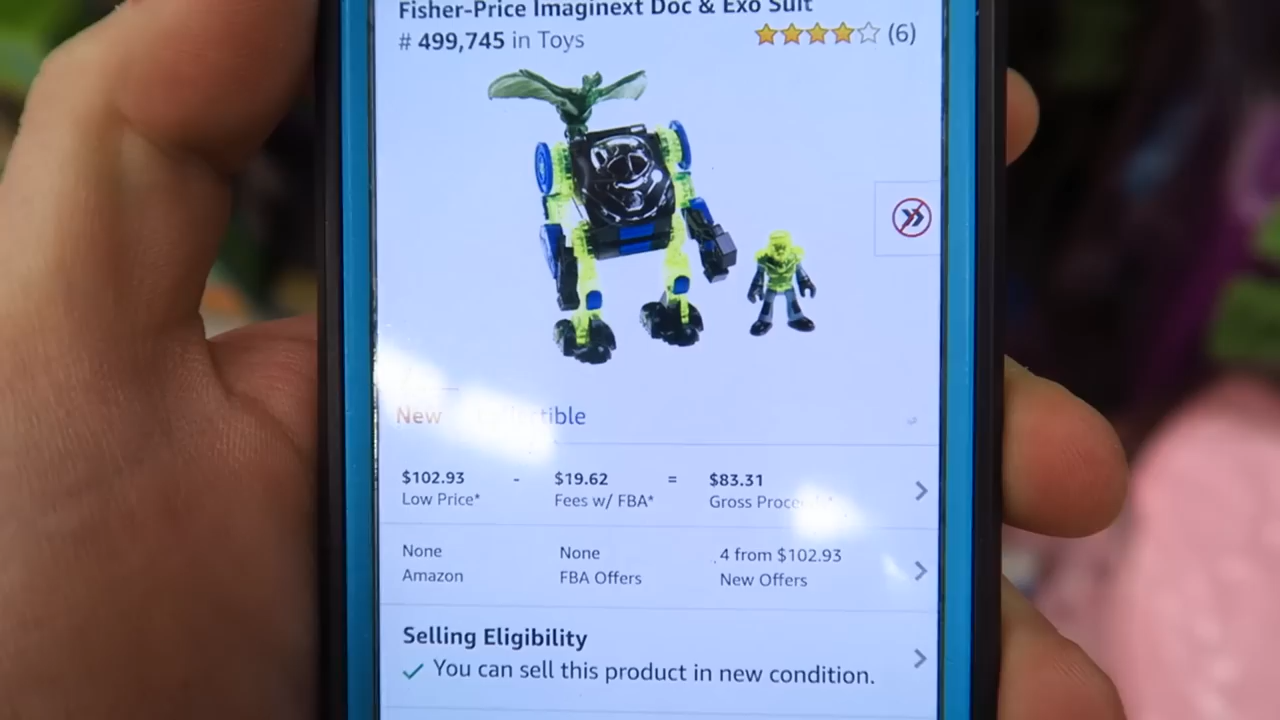 Fisher-Price Imaginext Doc & Exo Suit
# 499,745 in Toys (6)
New
$102.93 - $19.62 = $83.31
Low Price* Fees w/ FBA* Gross
None None 4 from $102.93
Amazon FBA Offers New Offers
Selling Eligibility
You can sell this product in new condition.